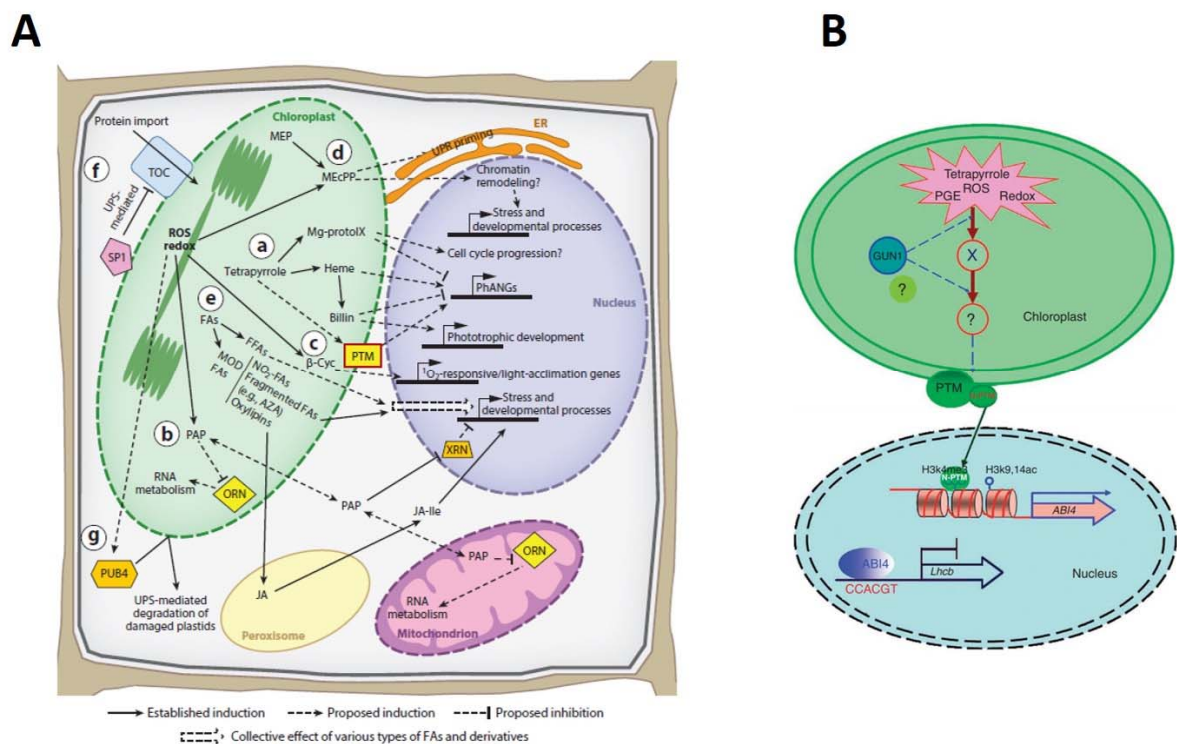 A
Protein import
Chloroplast
ER
MEP
UPR priming
d
f
TOC
MEcPP
Chromatin
remodeling?
UPS-
mediated
Stress and
developmental processes
ROS
redox
a
Mg-protoIX
Cell cycle progression?
SP1
Tetrapyrrole
Heme
PhANGs
Nucleus
e
Billin
Phototrophic development
FAs
FFAs
c
β-Cyc
PTM
¹O₂-responsive/light-acclimation genes
MOD
FAs
NO₂-FAs
Fragmented FAs
(e.g., AZA)
Oxylipins
Stress and
developmental processes
b
PAP
XRN
RNA
metabolism
ORN
PAP
JA-Ile
g
PUB4
PAP
ORN
UPS-mediated
degradation of
damaged plastids
JA
RNA
metabolism
Peroxisome
Mitochondrion
Established induction
Proposed induction
Proposed inhibition
Collective effect of various types of FAs and derivatives
B
Tetrapyrrole
ROS
PGE Redox
GUN1
X
?
?
Chloroplast
PTM
H3k4me3
H3k9,14ac
N-PTM
ABI4
ABI4
Lhcb
CCACGT
Nucleus